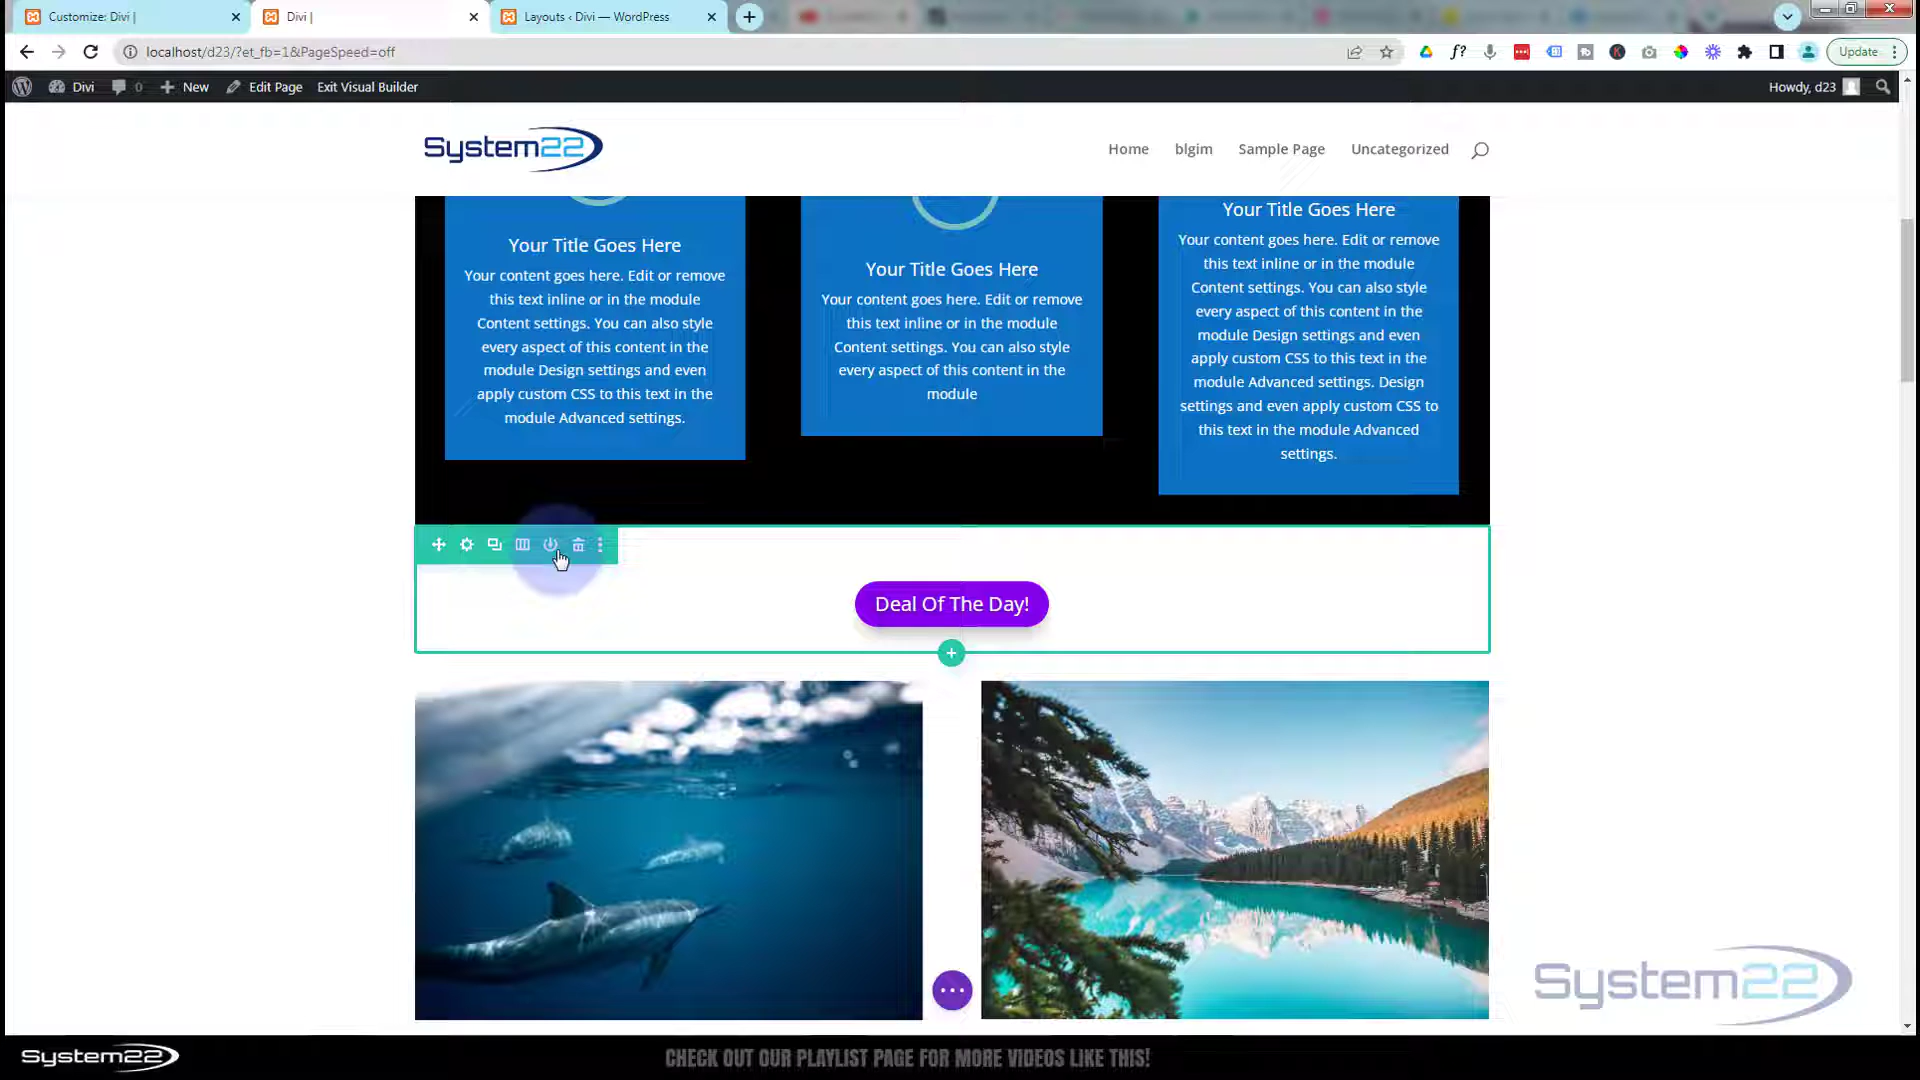 Customize: Divi |
Divi |
Layouts ‹ Divi — WordPress
localhost/d23/?et_fb=1&PageSpeed=off
Update
Divi
0
New
Edit Page
Exit Visual Builder
Howdy, d23
System22
Home
blgim
Sample Page
Uncategorized
Your Title Goes Here
Your content goes here. Edit or remove
this text inline or in the module
Content settings. You can also style
every aspect of this content in the
module Design settings and even
apply custom CSS to this text in the
module Advanced settings.
Your Title Goes Here
Your content goes here. Edit or remove
this text inline or in the module
Content settings. You can also style
every aspect of this content in the
module
Your Title Goes Here
Your content goes here. Edit or remove
this text inline or in the module
Content settings. You can also style
every aspect of this content in the
module Design settings and even
apply custom CSS to this text in the
module Advanced settings. Design
settings and even apply custom CSS to
this text in the module Advanced
settings.
Deal Of The Day!
System22
System22
CHECK OUT OUR PLAYLIST PAGE FOR MORE VIDEOS LIKE THIS!